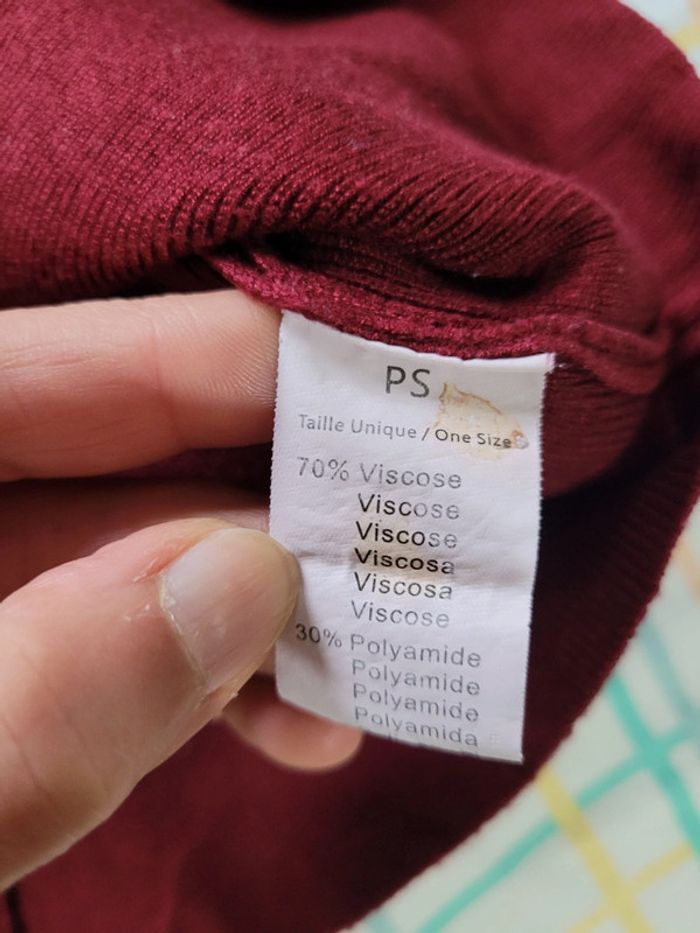 PS
Taille Unique / One Size
70% Viscose
Viscose
Viscose
Viscosa
Viscosa
Viscose
30% Polyamide
Polyamide
Polyamide
Polyamida